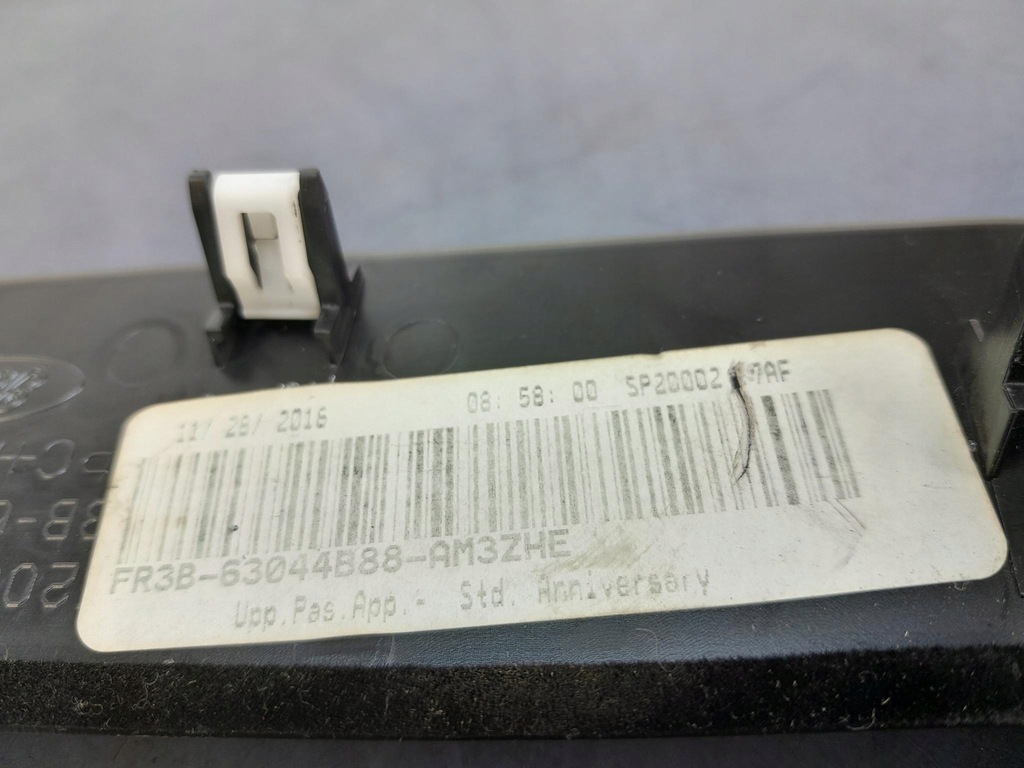 11/ 28/ 2016 08: 58: 00
FR3B-63044B88-AM3ZHE
Upp.Pas.App.- Std. Anniversary